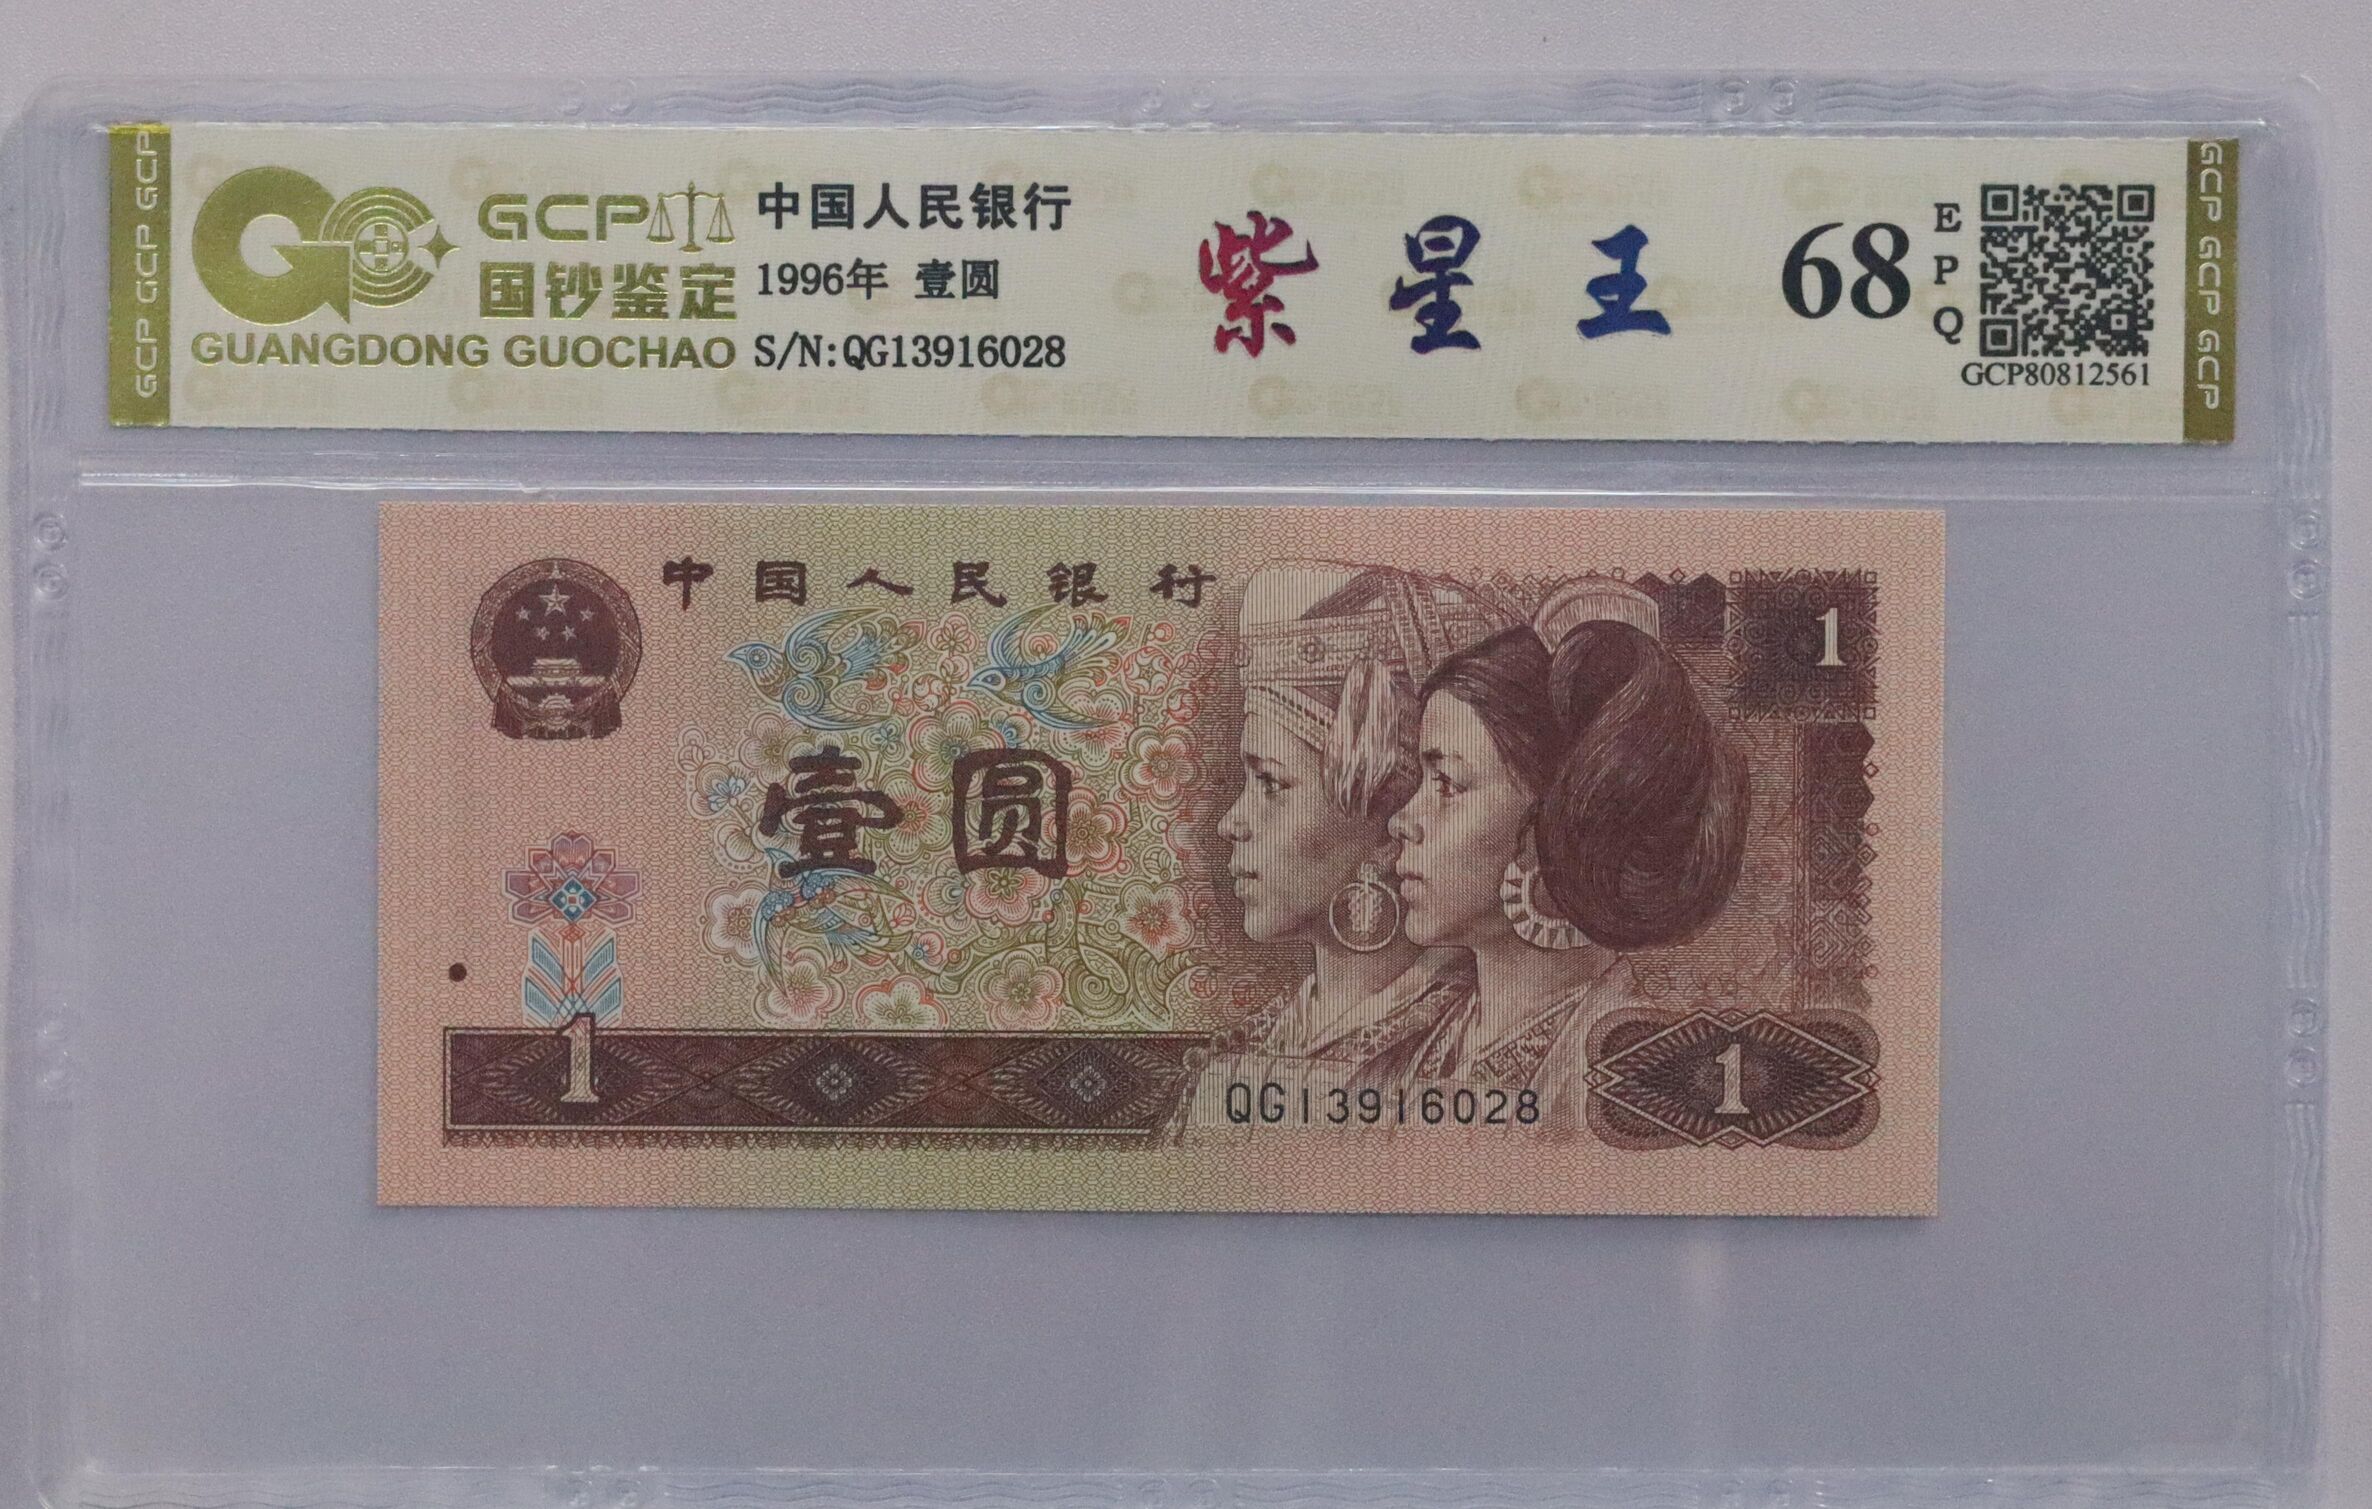 GCP GCP GCP
GCP
国钞鉴定
GUANGDONG GUOCHAO
中国人民银行
1996年 壹圆
S/N:QG13916028
紫星王
68
EPQ
GCP80812561
GCP GCP GCP
中国人民银行
1
壹圆
1
QG13916028
1